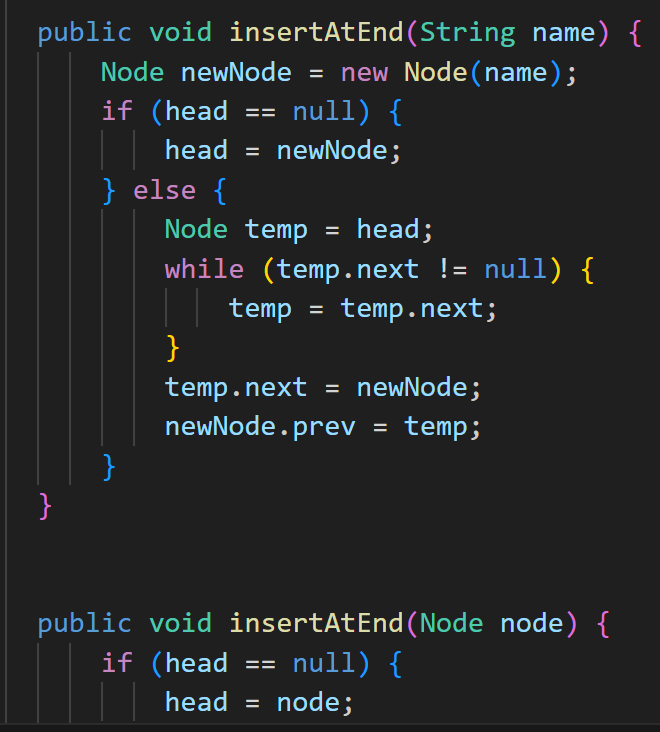 public void insertAtEnd(String name) {
    Node newNode = new Node(name);
    if (head == null) {
        head = newNode;
    } else {
        Node temp = head;
        while (temp.next != null) {
            temp = temp.next;
        }
        temp.next = newNode;
        newNode.prev = temp;
    }
}
public void insertAtEnd(Node node) {
    if (head == null) {
        head = node;